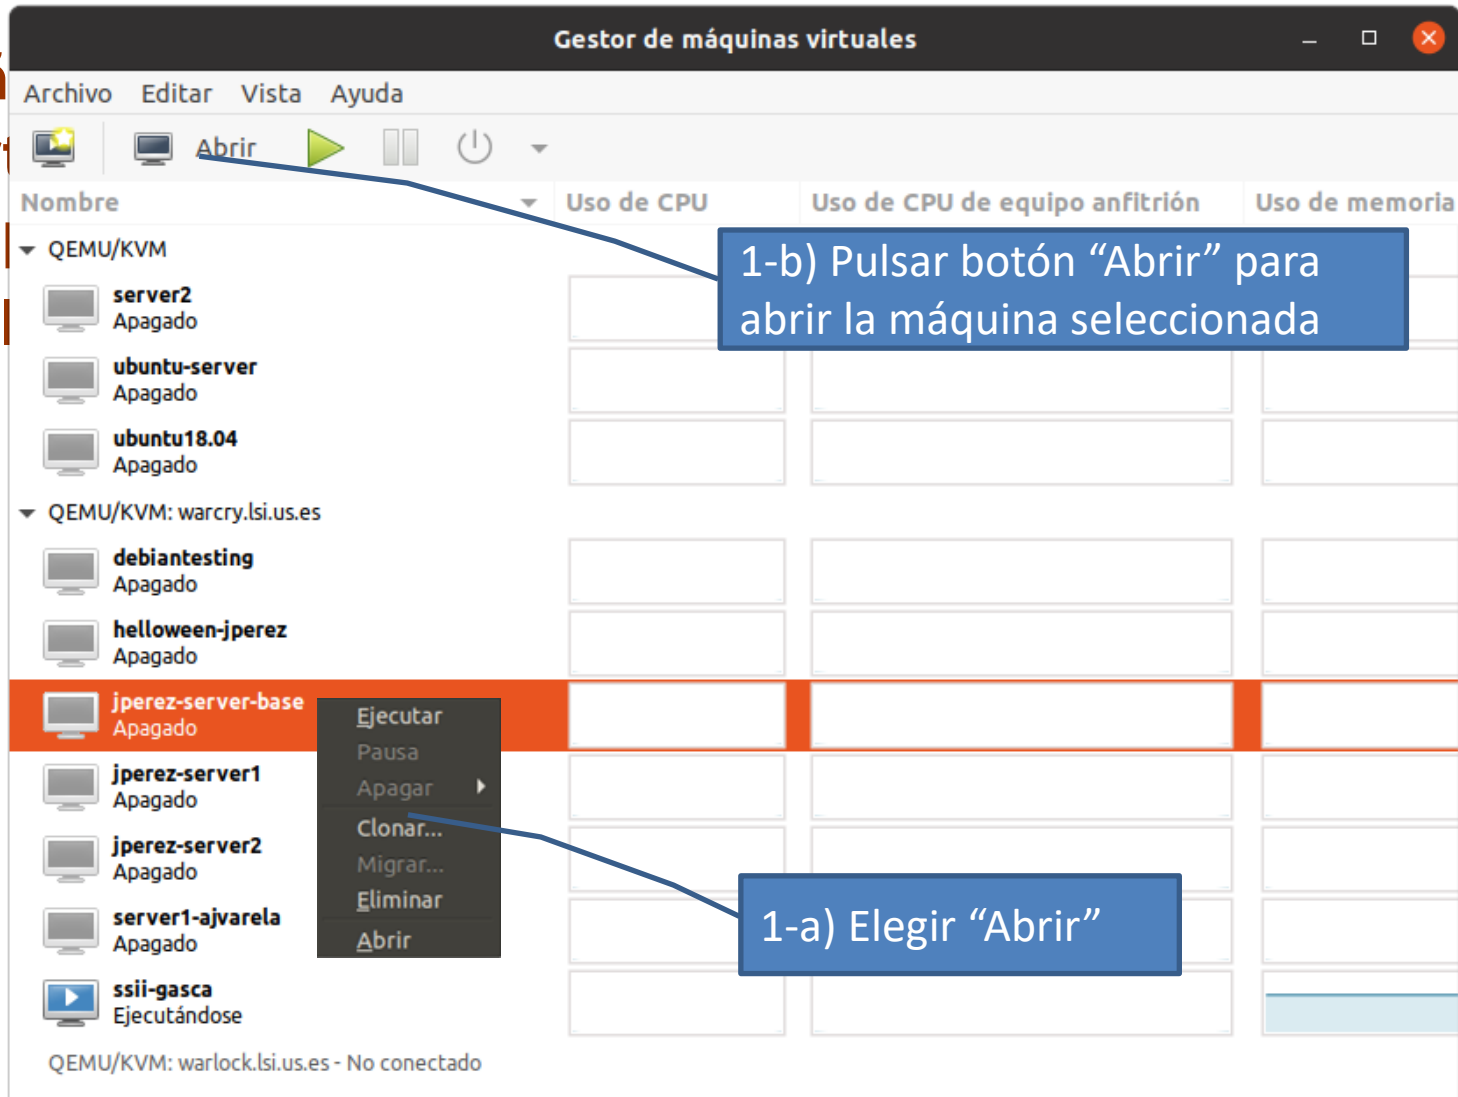 Gestor de máquinas virtuales
Archivo Editar Vista Ayuda
Abrir
Nombre Uso de CPU Uso de CPU de equipo anfitrión Uso de memoria
QEMU/KVM
1-b) Pulsar botón “Abrir” para
abrir la máquina seleccionada
server2
Apagado
ubuntu-server
Apagado
ubuntu18.04
Apagado
QEMU/KVM: warcry.lsi.us.es
debiantesting
Apagado
helloween-jperez
Apagado
jperez-server-base
Apagado
jperez-server1
Apagado
jperez-server2
Apagado
server1-ajvarela
Apagado
ssii-gasca
Ejecutándose
Ejecutar
Pausa
Apagar
Clonar...
Migrar...
Eliminar
Abrir
1-a) Elegir “Abrir”
QEMU/KVM: warlock.lsi.us.es - No conectado